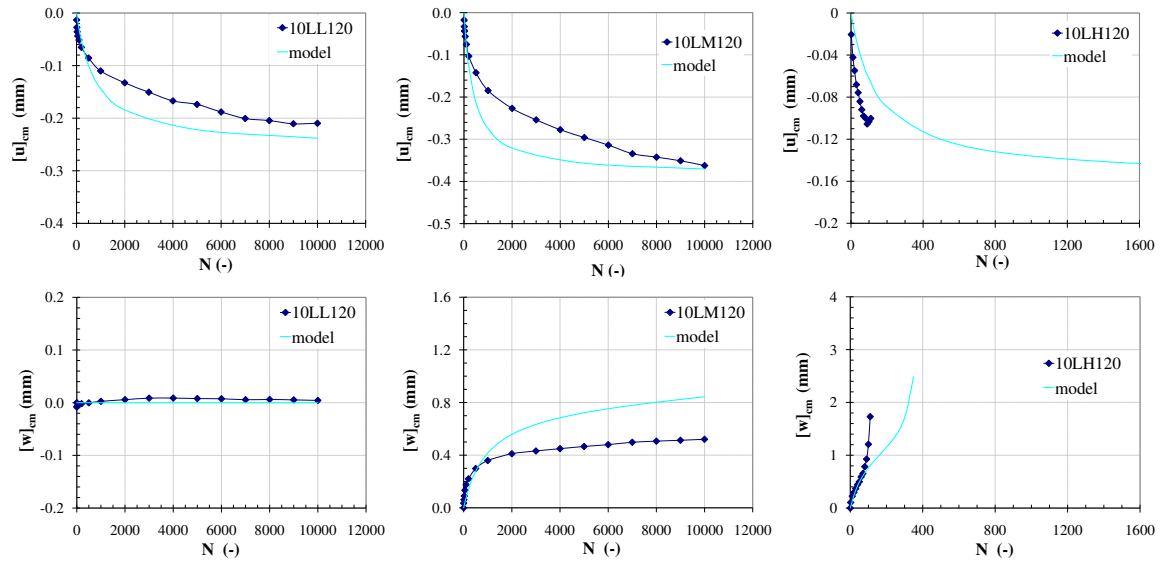 0.0
-0.1
-0.2
-0.3
-0.4
0 2000 4000 6000 8000 10000 12000
[u]cm (mm)
N (-)
10LL120
model
0.0
-0.1
-0.2
-0.3
-0.4
-0.5
0 2000 4000 6000 8000 10000 12000
[u]cm (mm)
N (-)
10LM120
model
0
-0.04
-0.08
-0.12
-0.16
-0.2
0 400 800 1200 1600
[u]cm (mm)
N (-)
10LH120
model
0.2
0.1
0.0
-0.1
-0.2
0 2000 4000 6000 8000 10000 12000
[w]cm (mm)
N (-)
10LL120
model
1.6
1.2
0.8
0.4
0.0
0 2000 4000 6000 8000 10000 12000
[w]cm (mm)
N (-)
10LM120
model
4
3
2
1
0
0 400 800 1200 1600
[w]cm (mm)
N (-)
10LH120
model